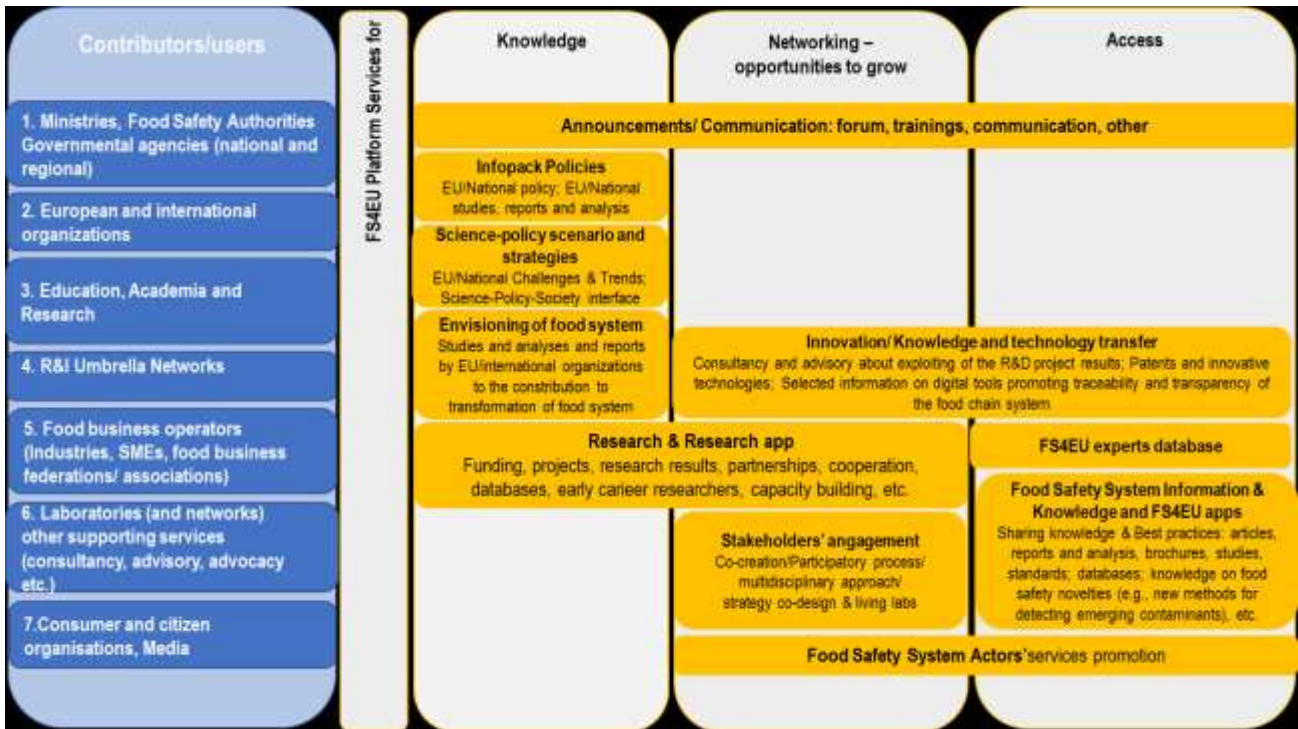 Contributors/users
1. Ministries, Food Safety Authorities
Governmental agencies (national and
regional)
2. European and international
organizations
3. Education, Academia and
Research
4. R&I Umbrella Networks
5. Food business operators
(Industries, SMEs, food business
federations/ associations)
6. Laboratories (and networks)
other supporting services
(consultancy, advisory, advocacy
etc.)
7.Consumer and citizen
organisations, Media
FS4EU Platform Services for
Knowledge
Networking –
opportunities to grow
Access
Announcements/ Communication: forum, trainings, communication, other
Infopack Policies
EU/National policy; EU/National
studies, reports and analysis
Science-policy scenario and
strategies
EU/National Challenges & Trends;
Science-Policy-Society interface
Envisioning of food system
Studies and analyses and reports
by EU/international organizations
to the constribution to
transformation of food system
Innovation/ Knowledge and technology transfer
Consultancy and advisory about exploiting of the R&D project results; Patents and innovative
technologies; Selected information on digital tools promoting traceability and transparency of
the food chain system
Research & Research app
Funding, projects, research results, partnerships, cooperation,
databases, early carieer researchers, capacity building, etc.
FS4EU experts database
Stakeholders' angagement
Co-creation/Participatory process/
multidisciplinary approach/
strategy co-design & living labs
Food Safety System Information &
Knowledge and FS4EU apps
Sharing knowledge & Best practices: articles,
reports and analysis, brochures, studies,
standards; databases; knowledge on food
safety novelties (e.g., new methods for
detecting emerging contaminants), etc.
Food Safety System Actors'services promotion